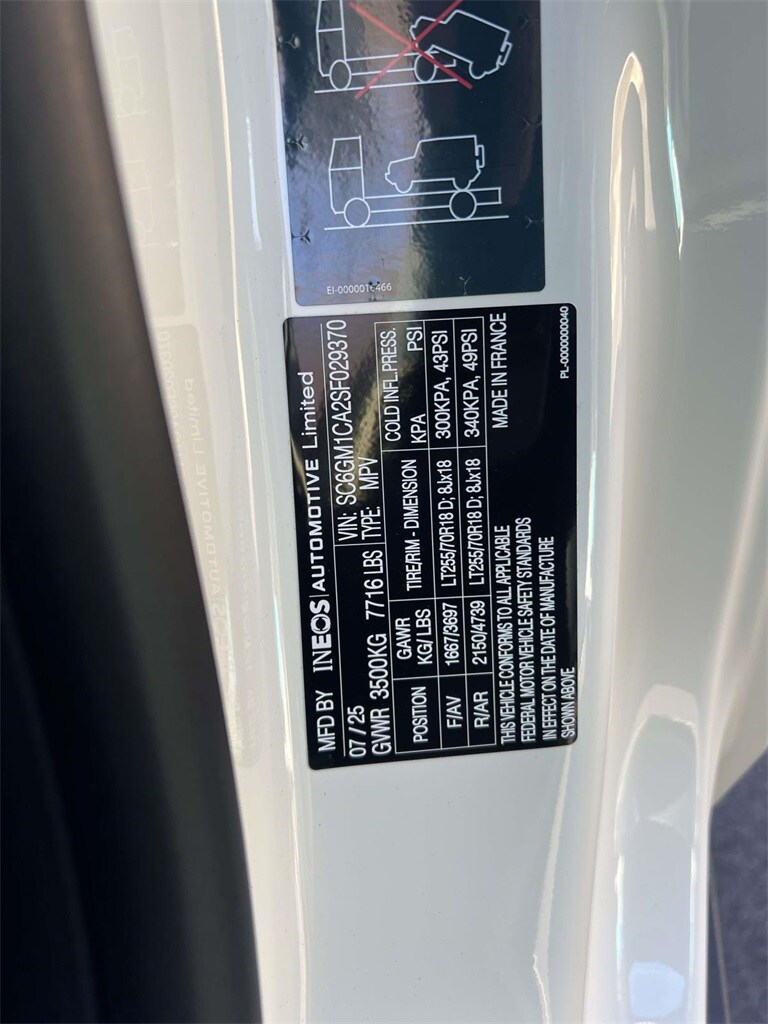 EI-0000016466
MFD BY INEOS | AUTOMOTIVE Limited
07 / 25 VIN: SC6GM1CA2SF029370
GVWR 3500KG 7716 LBS TYPE: MPV
POSITION GAWR KG/ LBS TIRE/RIM - DIMENSION COLD INFL.PRESS. KPA PSI
F/AV 1667/3697 LT255/70R18 D; 8Jx18 300KPA, 43PSI
R/AR 2150/4739 LT255/70R18 D; 8Jx18 340KPA, 49PSI
THIS VEHICLE CONFORMS TO ALL APPLICABLE MADE IN FRANCE
FEDERAL MOTOR VEHICLE SAFETY STANDARDS
IN EFFECT ON THE DATE OF MANUFACTURE
SHOWN ABOVE
PL-0000000040